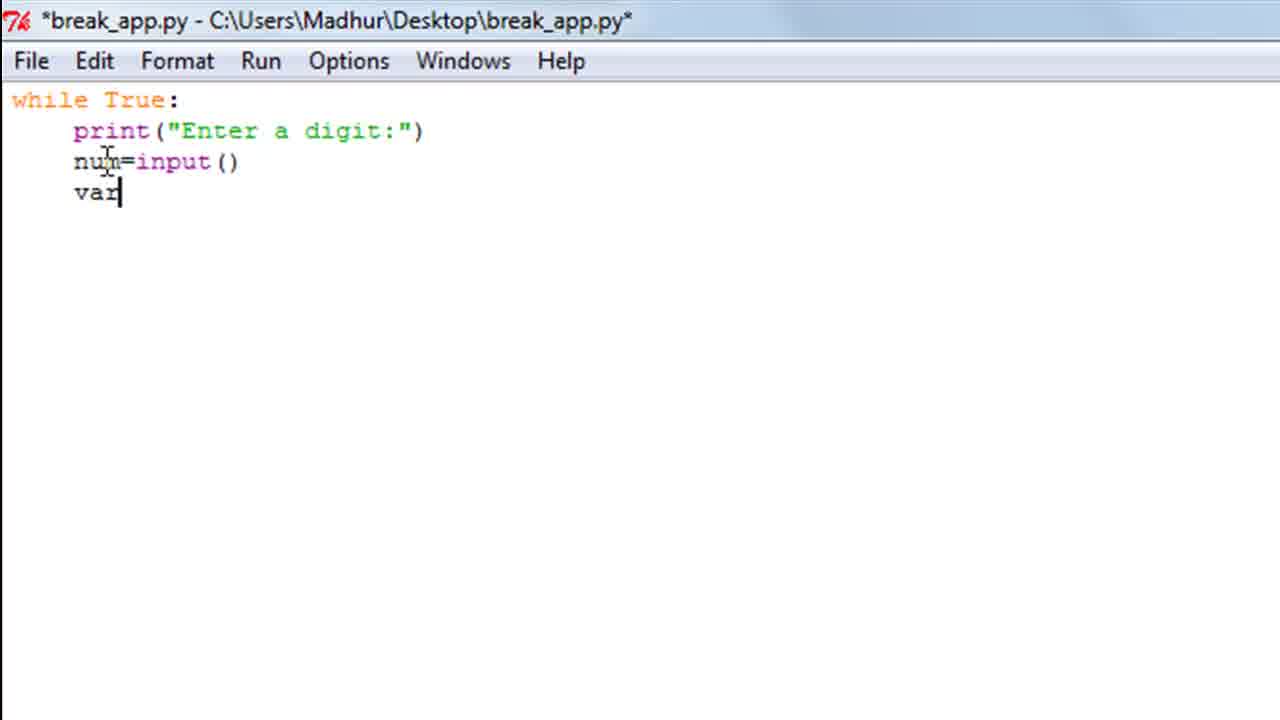 *break_app.py - C:\Users\Madhur\Desktop\break_app.py*
File Edit Format Run Options Windows Help
while True:
    print("Enter a digit:")
    num=input()
    var